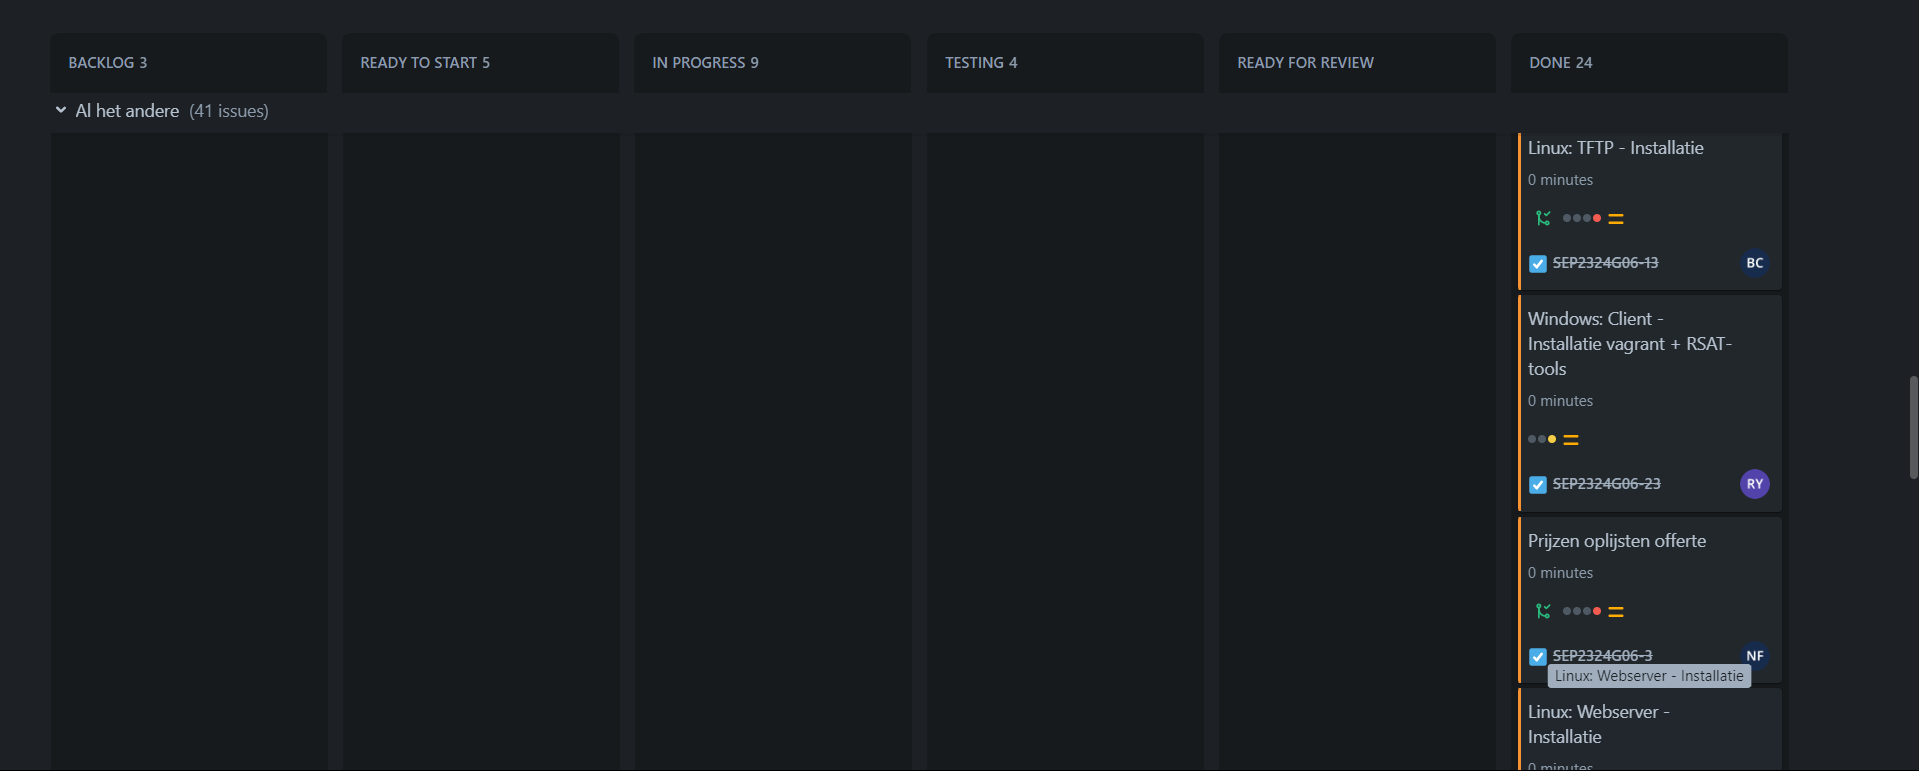 BACKLOG 3
READY TO START 5
IN PROGRESS 9
TESTING 4
READY FOR REVIEW
DONE 24
Al het andere (41 issues)
Linux: TFTP - Installatie
0 minutes
SEP2324G06-13
BC
Windows: Client -
Installatie vagrant + RSAT-
tools
0 minutes
SEP2324G06-23
RY
Prijzen oplijsten offerte
0 minutes
SEP2324G06-3
NF
Linux: Webserver - Installatie
Linux: Webserver -
Installatie
0 minutes